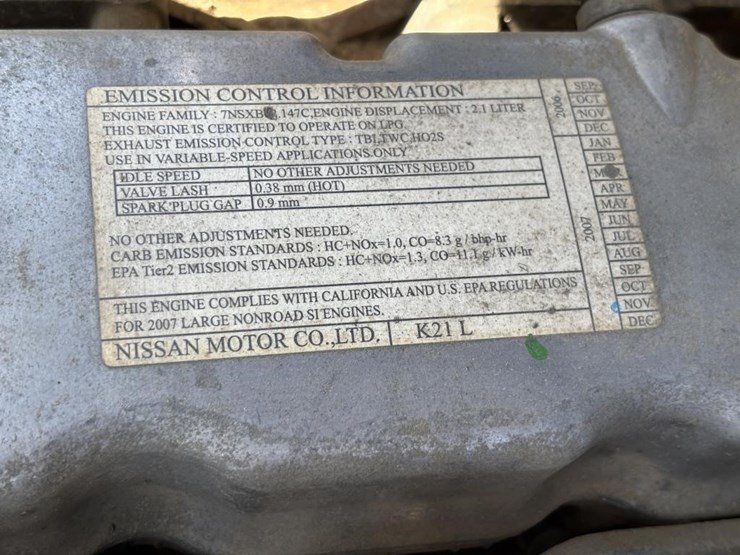 EMISSION CONTROL INFORMATION
ENGINE FAMILY : .147C,ENGINE DISPLACEMENT : 2.1 LITER
THIS ENGINE IS CERTIFIED TO OPERATE ON LPG.
EXHAUST EMISSION CONTROL TYPE : TBI,TWC,HO2S
USE IN VARIABLE-SPEED APPLICATIONS ONLY
IDLE SPEED NO OTHER ADJUSTMENTS NEEDED
VALVE LASH 0.38 mm (HOT)
SPARK PLUG GAP 0.9 mm
NO OTHER ADJUSTMENTS NEEDED.
CARB EMISSION STANDARDS : HC+NOx=1.0, CO=8.3 g / bhp-hr
EPA Tier2 EMISSION STANDARDS : HC+NOx=1.3, CO=11.1 g / kW-hr
THIS ENGINE COMPLIES WITH CALIFORNIA AND U.S. EPA REGULATIONS
FOR 2007 LARGE NONROAD SI ENGINES.
NISSAN MOTOR CO.,LTD. K21 L
2006
SEP
OCT
NOV
DEC
2007
JAN
FEB
MAR
APR
MAY
JUN
JUL
AUG
SEP
OCT
NOV
DEC